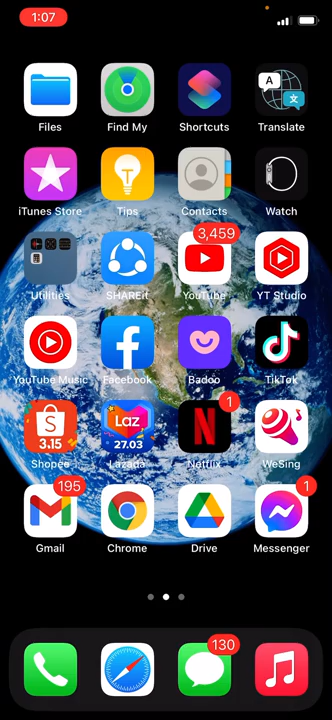 1:07
A
文
Files
Find My
Shortcuts
Translate
iTunes Store
Tips
Contacts
Watch
3,459
Utilities
SHAREit
YouTube
YT Studio
YouTube Music
Facebook
Badoo
TikTok
3.15
Laz
27.03
1
Shopee
Lazada
Netflix
WeSing
195
1
Gmail
Chrome
Drive
Messenger
130